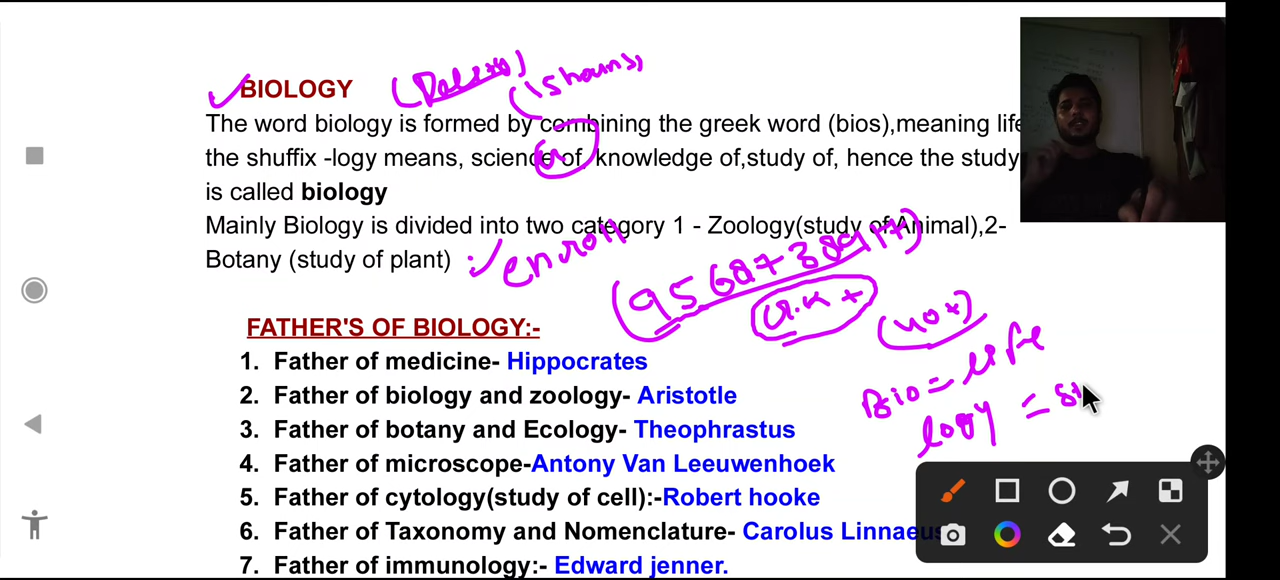 BIOLOGY
The word biology is formed by combining the greek word (bios),meaning life
the shuffix -logy means, science of, knowledge of,study of, hence the study
is called biology
Mainly Biology is divided into two category 1 - Zoology(study of Animal),2-
Botany (study of plant)
enroll
FATHER'S OF BIOLOGY:-
1. Father of medicine- Hippocrates
2. Father of biology and zoology- Aristotle
3. Father of botany and Ecology- Theophrastus
4. Father of microscope-Antony Van Leeuwenhoek
5. Father of cytology(study of cell):-Robert hooke
6. Father of Taxonomy and Nomenclature- Carolus Linnaeus
7. Father of immunology:- Edward jenner.
Bio = life
logy =